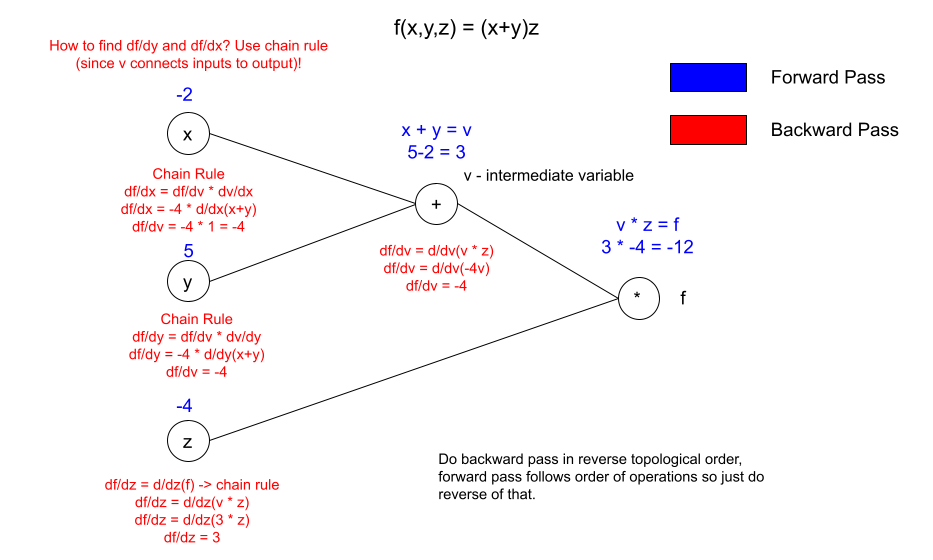 f(x,y,z) = (x+y)z
How to find df/dy and df/dx? Use chain rule
(since v connects inputs to output)!
Forward Pass
Backward Pass
-2
x
Chain Rule
df/dx = df/dv * dv/dx
df/dx = -4 * d/dx(x+y)
df/dv = -4 * 1 = -4
x + y = v
5-2 = 3
v - intermediate variable
+
df/dv = d/dv(v * z)
df/dv = d/dv(-4v)
df/dv = -4
v * z = f
3 * -4 = -12
*
f
5
y
Chain Rule
df/dy = df/dv * dv/dy
df/dy = -4 * d/dy(x+y)
df/dv = -4
-4
z
df/dz = d/dz(f) -> chain rule
df/dz = d/dz(v * z)
df/dz = d/dz(3 * z)
df/dz = 3
Do backward pass in reverse topological order,
forward pass follows order of operations so just do
reverse of that.